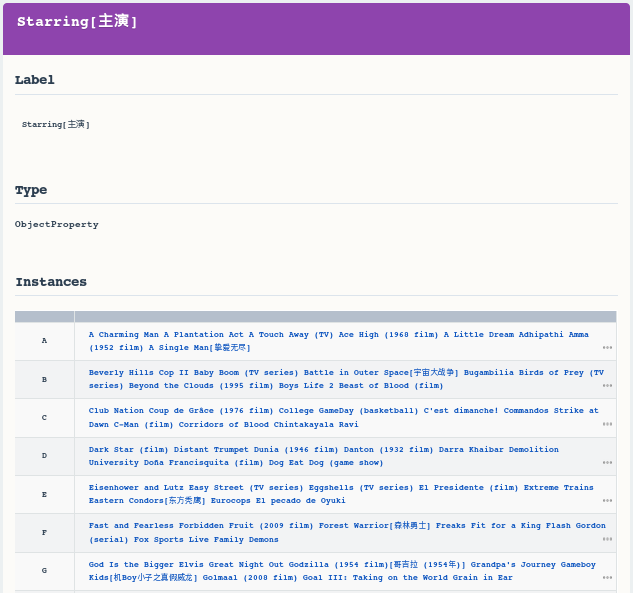 Starring[主演]
Label
Starring[主演]
Type
ObjectProperty
Instances
A
A Charming Man A Plantation Act A Touch Away (TV) Ace High (1968 film) A Little Dream Adhipathi Amma
(1952 film) A Single Man[挚爱无尽]
•••
B
Beverly Hills Cop II Baby Boom (TV series) Battle in Outer Space[宇宙大战争] Bugambilia Birds of Prey (TV
series) Beyond the Clouds (1995 film) Boys Life 2 Beast of Blood (film)
•••
C
Club Nation Coup de Grâce (1976 film) College GameDay (basketball) C'est dimanche! Commandos Strike at
Dawn C-Man (film) Corridors of Blood Chintakayala Ravi
•••
D
Dark Star (film) Distant Trumpet Dunia (1946 film) Danton (1932 film) Darra Khaibar Demolition
University Doña Francisquita (film) Dog Eat Dog (game show)
•••
E
Eisenhower and Lutz Easy Street (TV series) Eggshells (TV series) El Presidente (film) Extreme Trains
Eastern Condors[东方秃鹰] Eurocops El pecado de Oyuki
•••
F
Fast and Fearless Forbidden Fruit (2009 film) Forest Warrior[森林勇士] Freaks Fit for a King Flash Gordon
(serial) Fox Sports Live Family Demons
•••
G
God Is the Bigger Elvis Great Night Out Godzilla (1954 film)[哥吉拉 (1954年)] Grandpa's Journey Gameboy
Kids[机Boy小子之真假威龙] Golmaal (2008 film) Goal III: Taking on the World Grain in Ear
•••